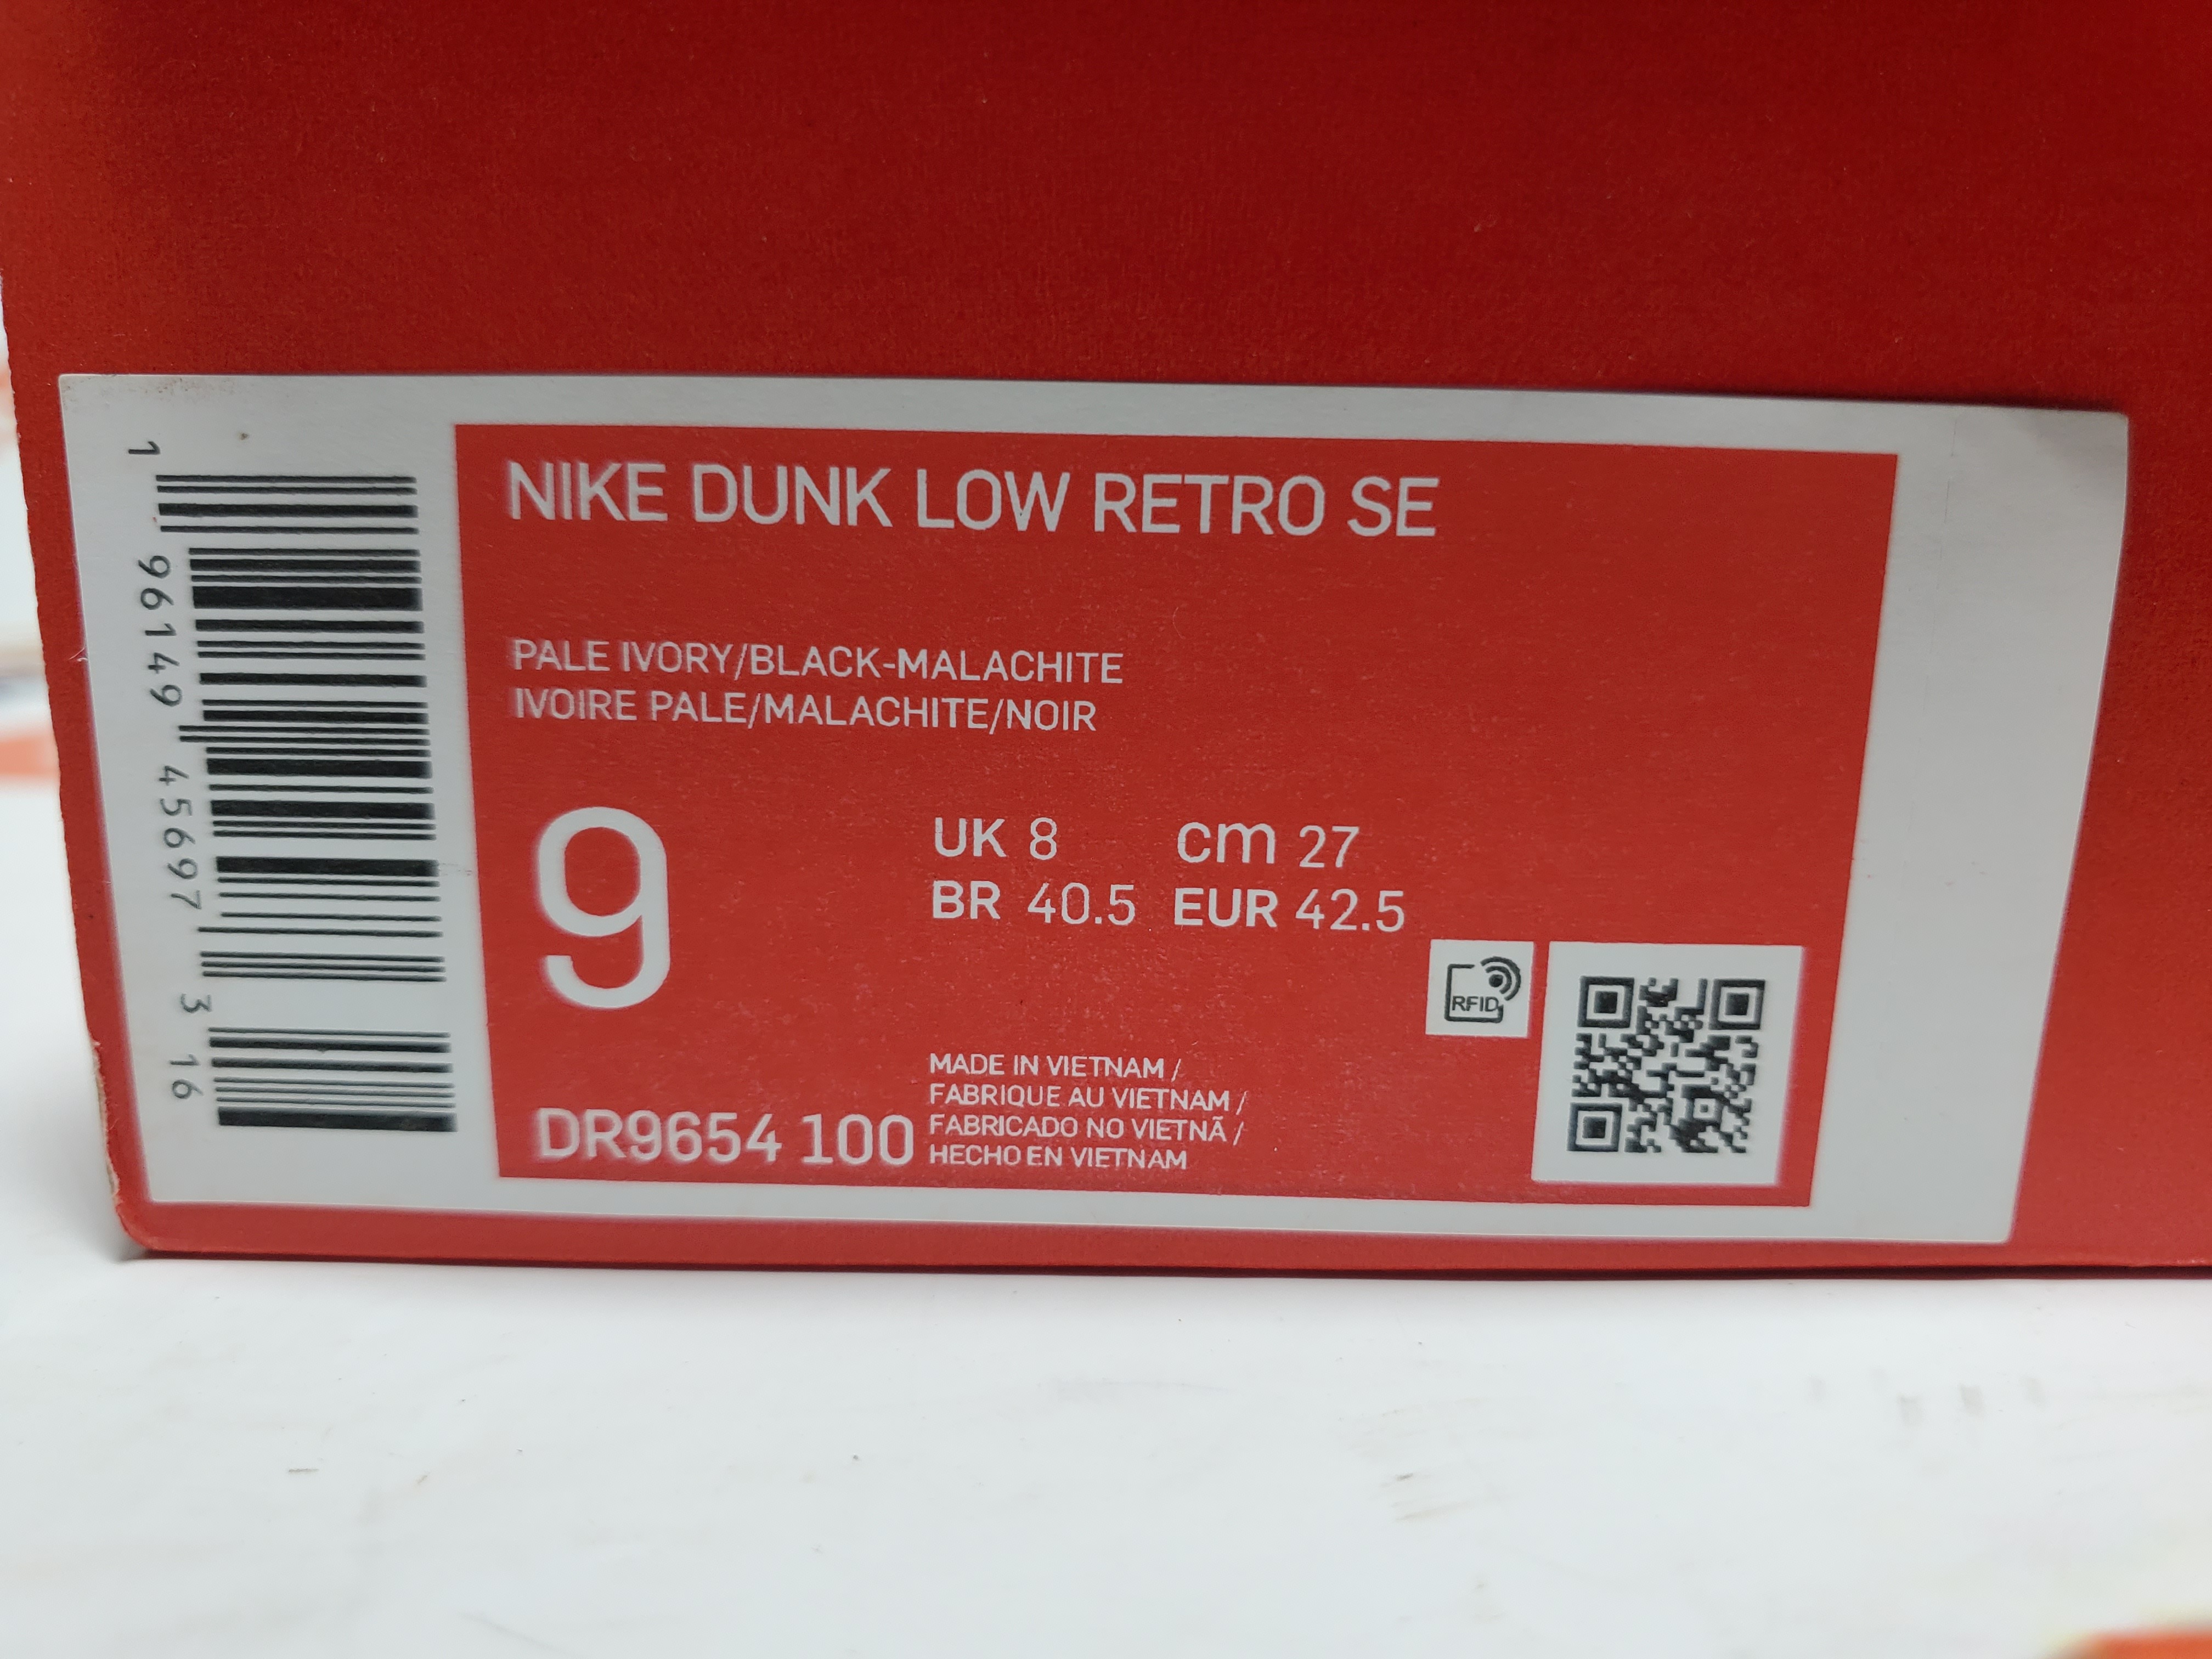 1 96149 45697 3 16
NIKE DUNK LOW RETRO SE
PALE IVORY/BLACK-MALACHITE
IVOIRE PALE/MALACHITE/NOIR
9
UK 8 cm 27
BR 40.5 EUR 42.5
RFID
DR9654 100
MADE IN VIETNAM /
FABRIQUE AU VIETNAM /
FABRICADO NO VIETNÃ /
HECHO EN VIETNAM